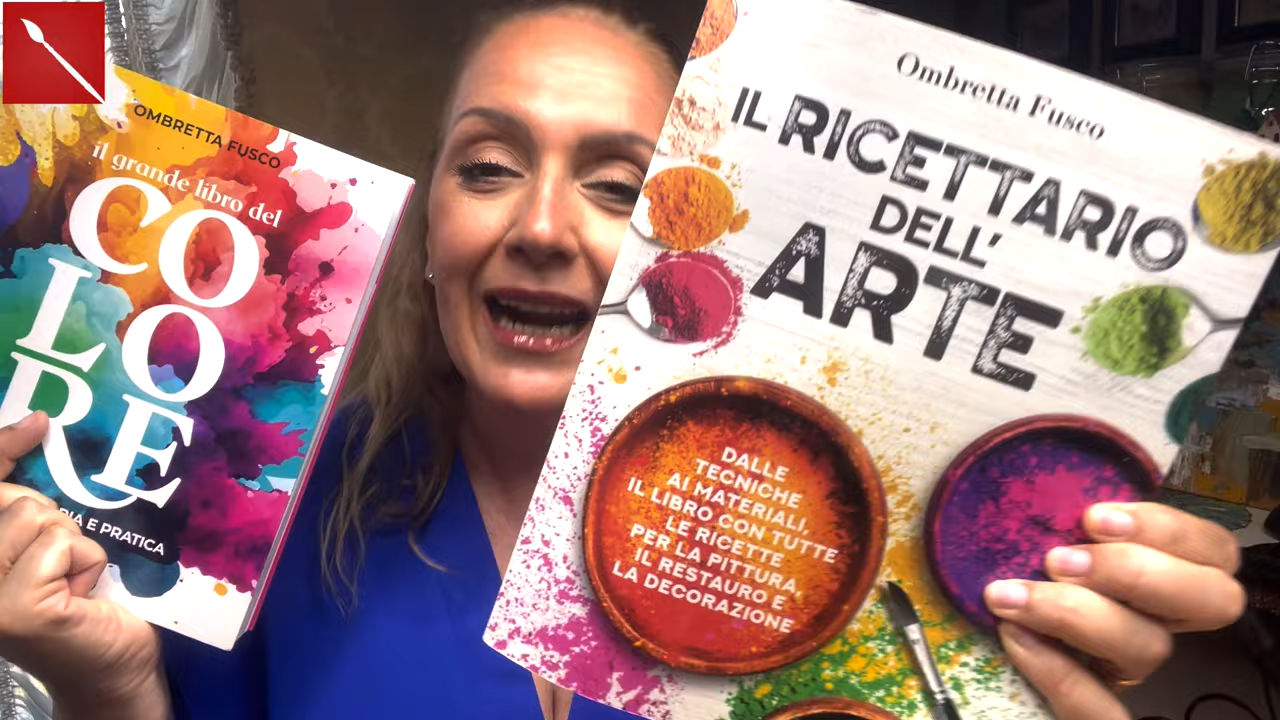 OMBRETTA FUSCO
il grande libro del
CO
LO
RE
E PRATICA
Ombretta Fusco
IL RICETTARIO
DELL'
ARTE
DALLE
TECNICHE
AI MATERIALI,
IL LIBRO CON TUTTE
LE RICETTE
PER LA PITTURA,
IL RESTAURO E
LA DECORAZIONE